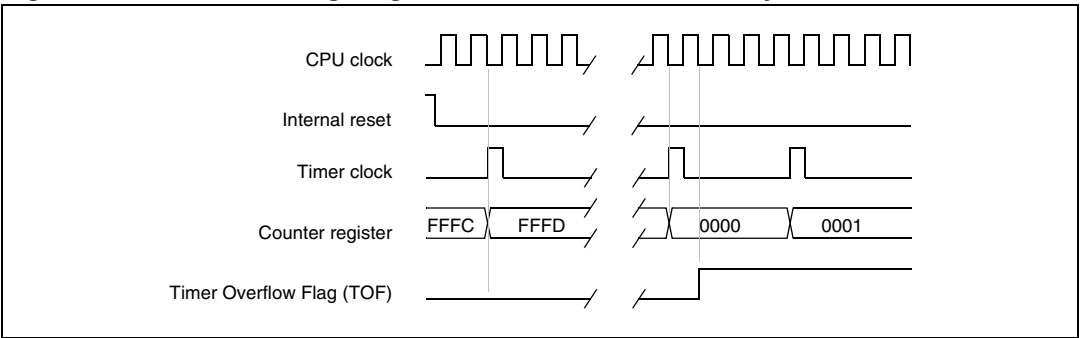 CPU clock
Internal reset
Timer clock
Counter register FFFC FFFD 0000 0001
Timer Overflow Flag (TOF)